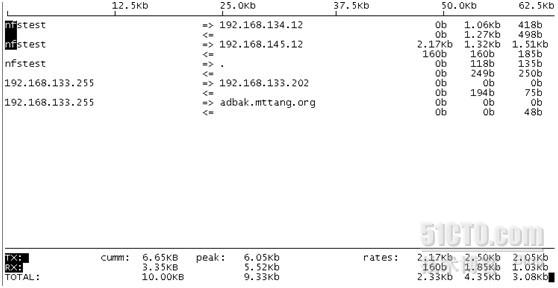 12.5Kb 25.0Kb 37.5Kb 50.0Kb 62.5Kb
nfstest => 192.168.134.12 0b 1.06Kb 418b
<= 0b 1.27Kb 498b
nfstest => 192.168.145.12 2.17Kb 1.32Kb 1.51Kb
<= 160b 160b 185b
nfstest => . 0b 118b 135b
<= 0b 249b 250b
192.168.133.255 => 192.168.133.202 0b 0b 0b
<= 0b 194b 75b
192.168.133.255 => adbak.mttang.org 0b 0b 0b
<= 0b 0b 48b
51CTO.com
TX: cumm: 6.65KB peak: 6.05Kb rates: 2.17Kb 2.50Kb 2.05Kb
RX: 3.35KB 5.52Kb 160b 1.85Kb 1.03Kb
TOTAL: 10.00KB 9.33Kb 2.33Kb 4.35Kb 3.08Kb